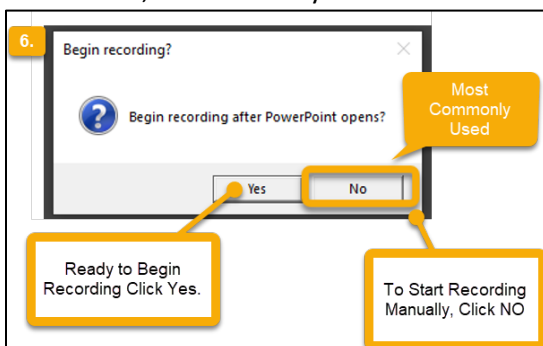 6.
Begin recording?
Most
Commonly
Used
Begin recording after PowerPoint opens?
Yes
No
Ready to Begin
Recording Click Yes.
To Start Recording
Manually, Click NO